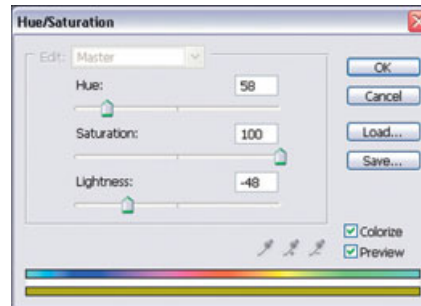 Hue/Saturation
Edit: Master
Hue: 58
Saturation: 100
Lightness: -48
OK
Cancel
Load...
Save...
Colorize
Preview